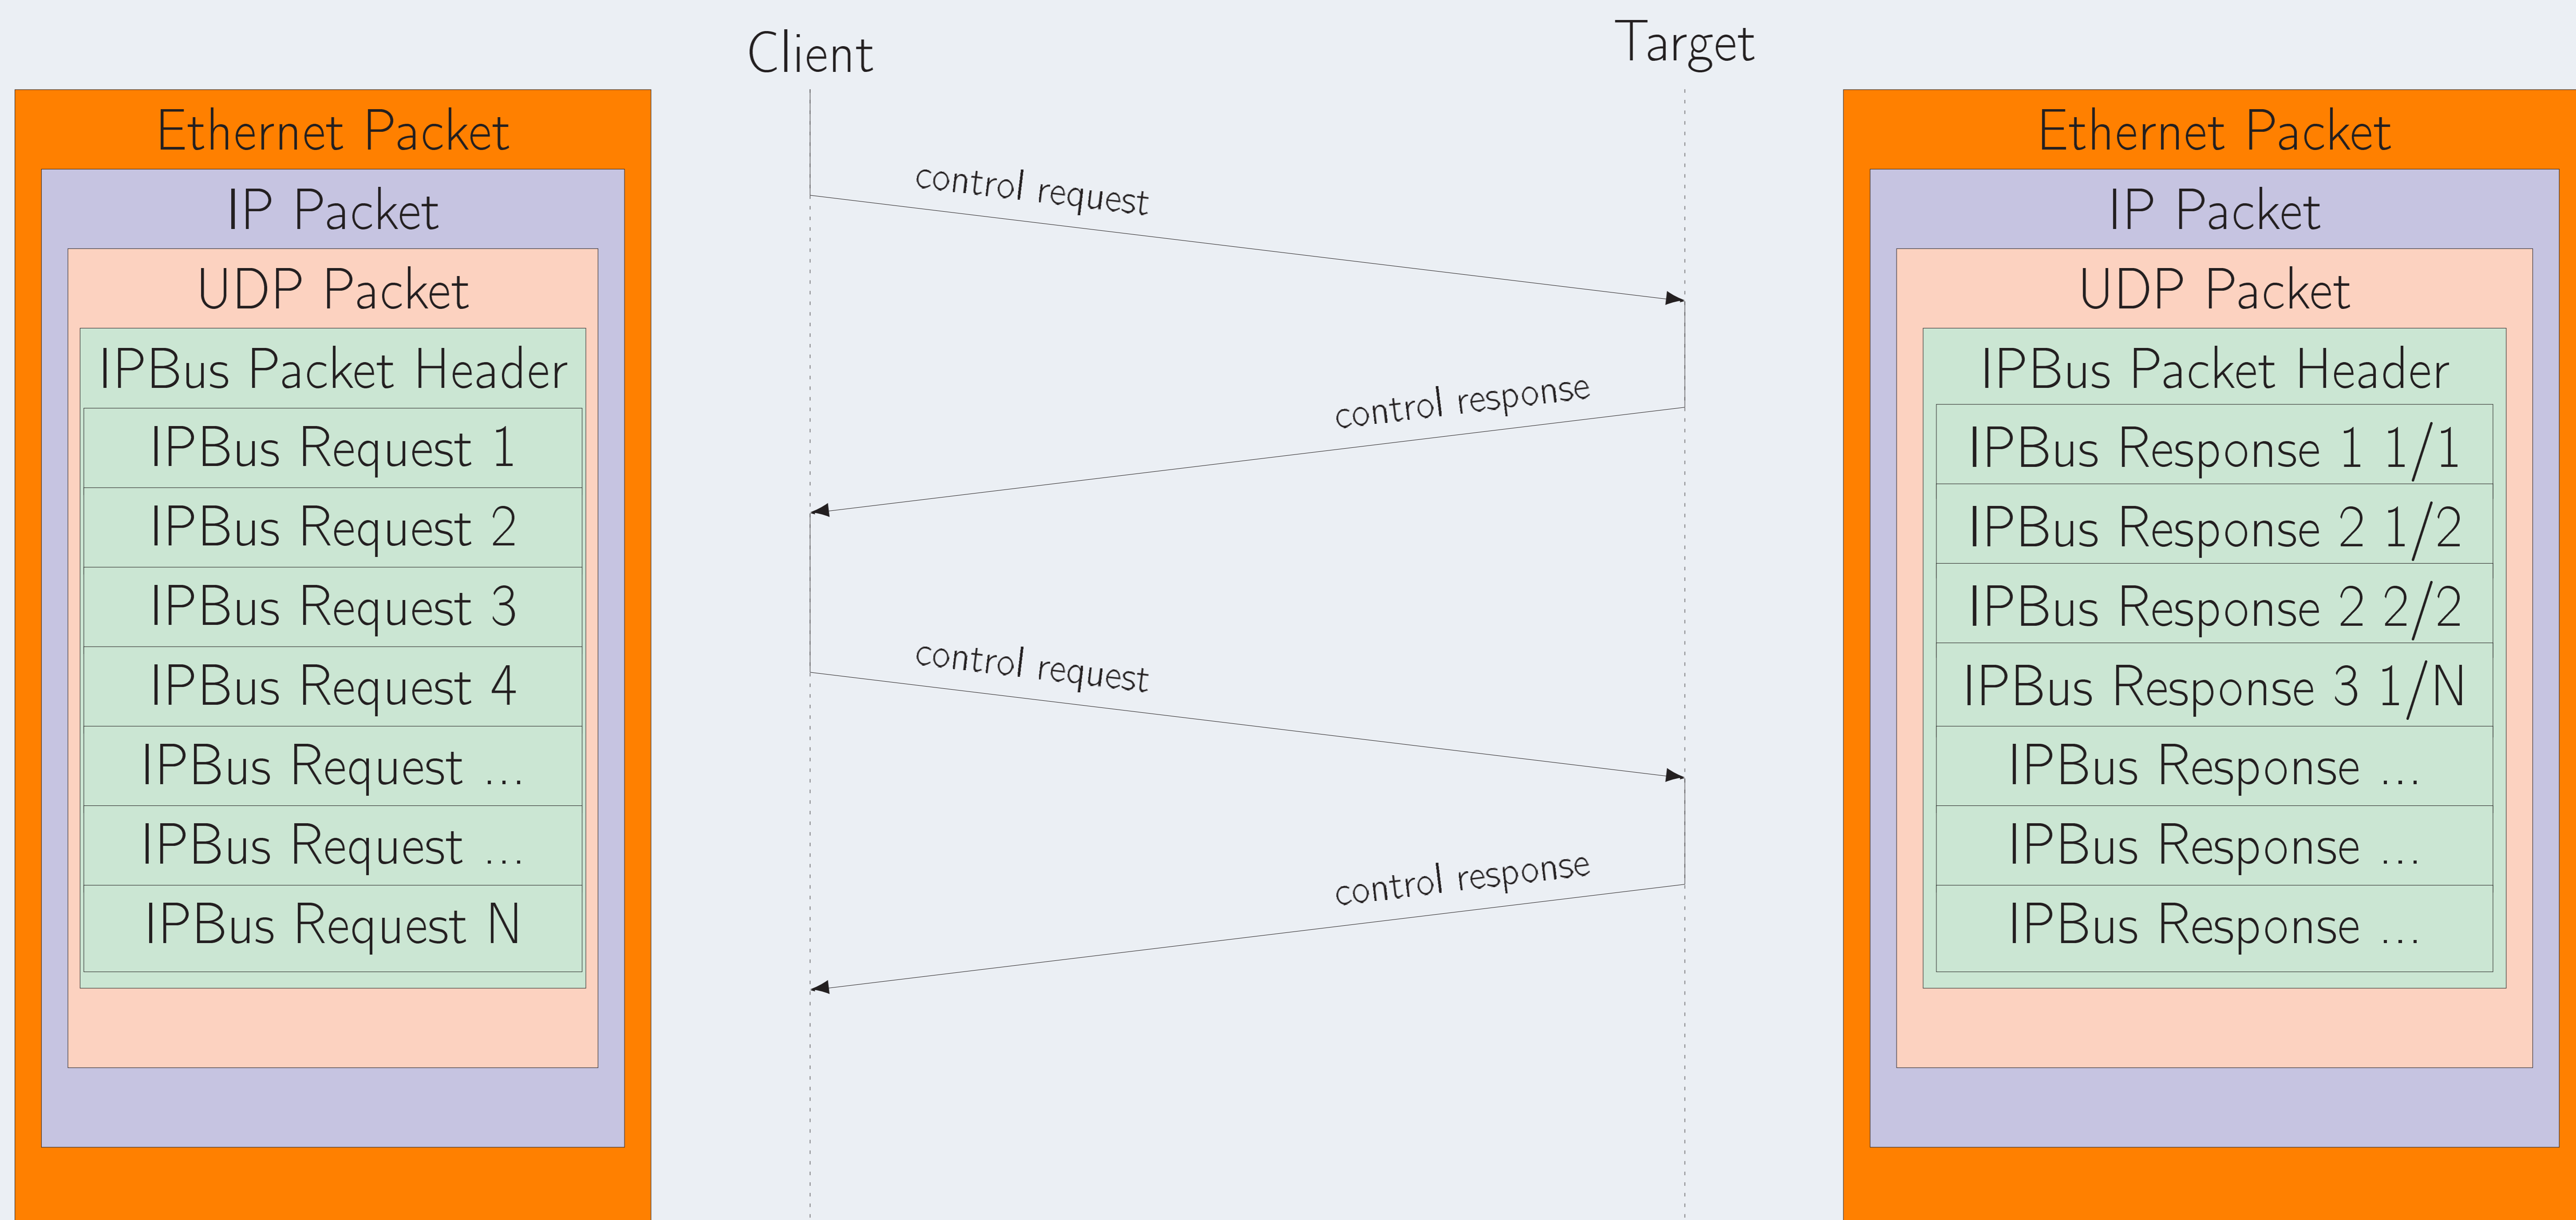 Client
Target
Ethernet Packet
IP Packet
UDP Packet
IPBus Packet Header
IPBus Request 1
IPBus Request 2
IPBus Request 3
IPBus Request 4
IPBus Request ...
IPBus Request ...
IPBus Request N
control request
control response
control request
control response
Ethernet Packet
IP Packet
UDP Packet
IPBus Packet Header
IPBus Response 1 1/1
IPBus Response 2 1/2
IPBus Response 2 2/2
IPBus Response 3 1/N
IPBus Response ...
IPBus Response ...
IPBus Response ...